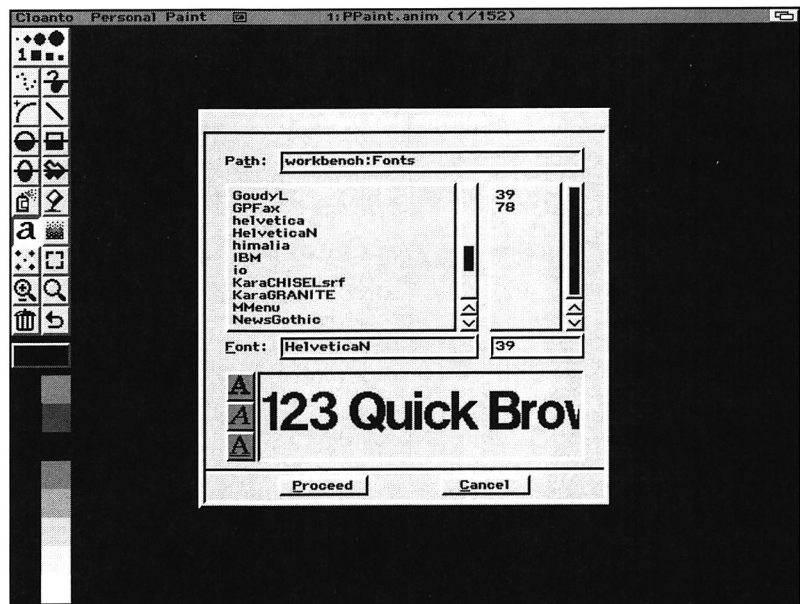 Cloanto Personal Paint 1:PPaint.anim (1/152)
1
a
Path: workbench:Fonts
GoudyL 39
GPFax 78
helvetica
HelveticaN
himalia
IBM
io
KaraCHISELsrf
KaraGRANITE
MMenu
NewsGothic
Font: HelveticaN 39
A
A
A
123 Quick Brov
Proceed Cancel